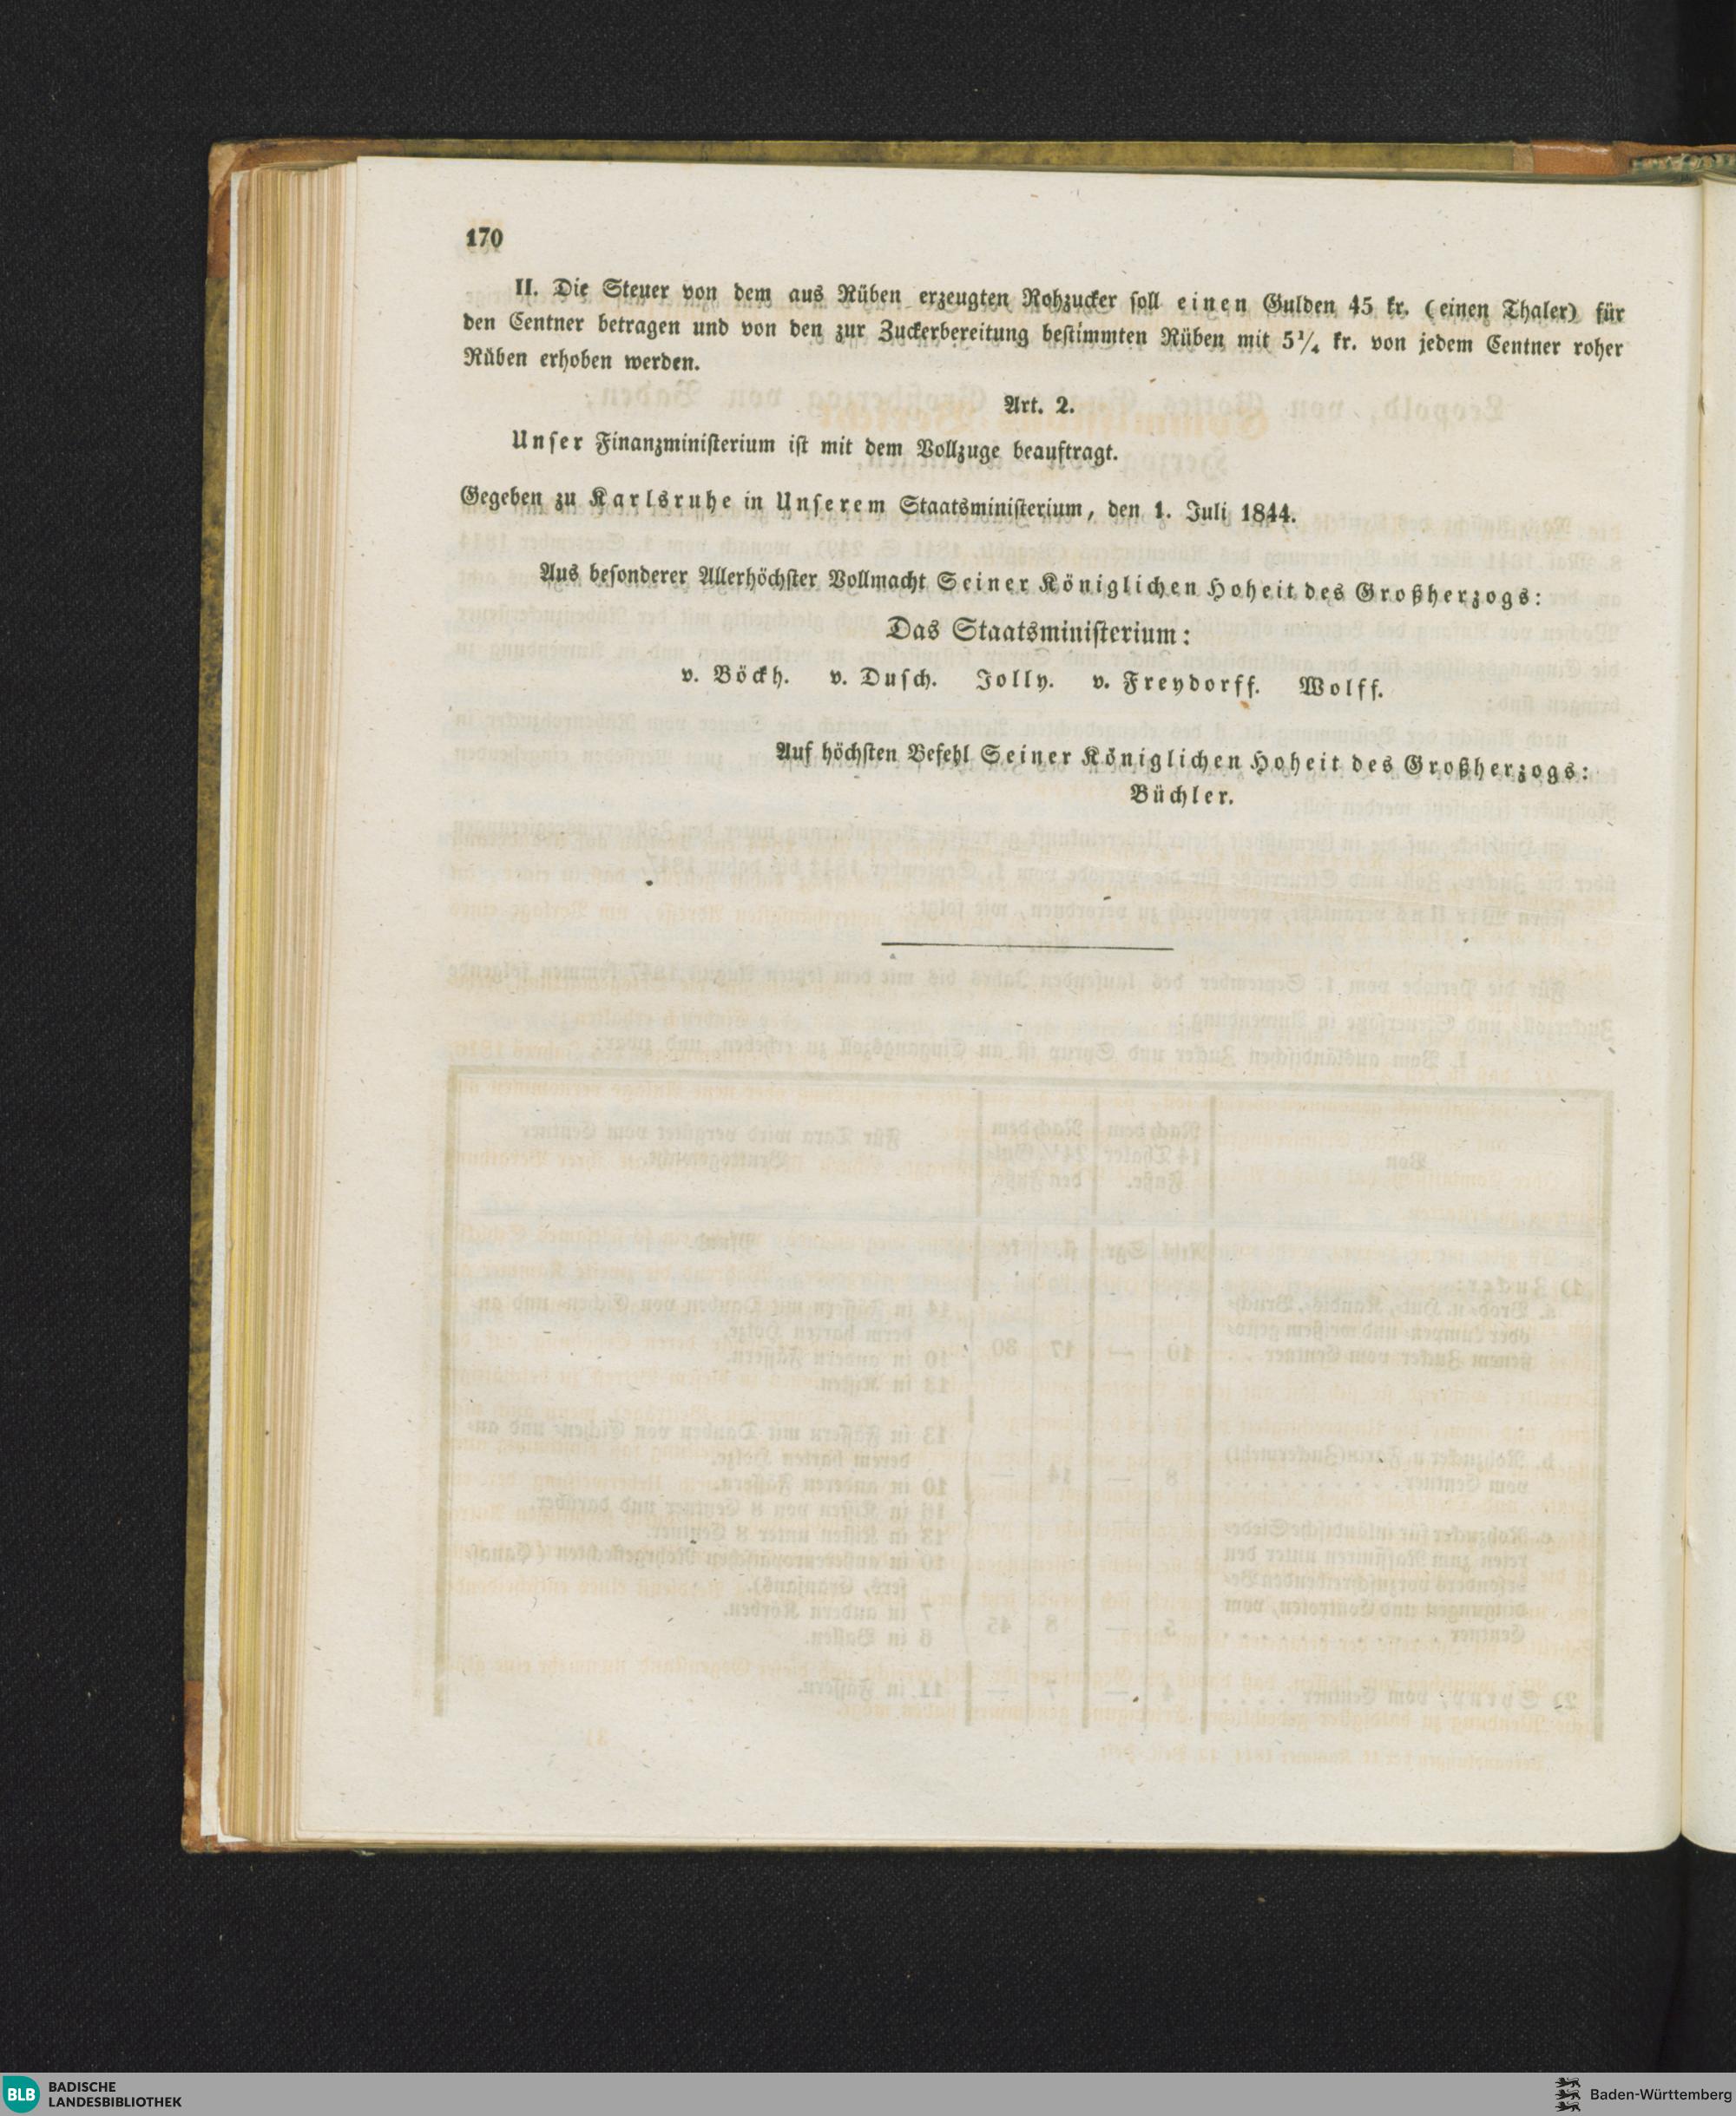 170
II. Die Steuer von dem aus Rüben erzeugten Rohzucker soll einen Gulden 45 kr. (einen Thaler) für
den Centner betragen und von den zur Zuckerbereitung bestimmten Rüben mit 5¼ kr. von jedem Centner roher
Rüben erhoben werden.
Art. 2.
Unser Finanzministerium ist mit dem Vollzuge beauftragt.
Gegeben zu Karlsruhe in Unserem Staatsministerium, den 1. Juli 1844.
Aus besonderer Allerhöchster Vollmacht Seiner Königlichen Hoheit des Großherzogs:
Das Staatsministerium:
v. Böckh. v. Dusch. Jolly. v. Freydorff. Wolff.
Auf höchsten Befehl Seiner Königlichen Hoheit des Großherzogs:
Büchler.
BLB BADISCHE
LANDESBIBLIOTHEK
Baden-Württemberg